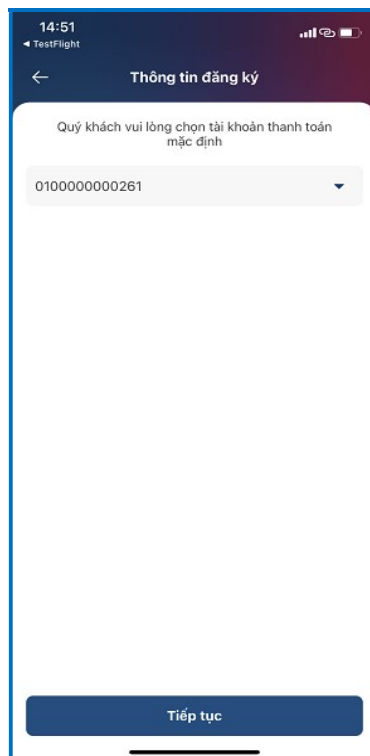 14:51
◄ TestFlight
Thông tin đăng ký
Quý khách vui lòng chọn tài khoản thanh toán
mặc định
0100000000261
Tiếp tục